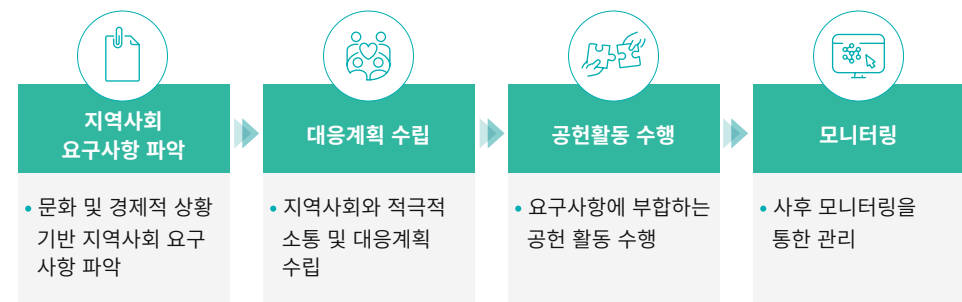 지역사회
요구사항 파악
• 문화 및 경제적 상황
기반 지역사회 요구
사항 파악
대응계획 수립
• 지역사회와 적극적
소통 및 대응계획
수립
공헌활동 수행
• 요구사항에 부합하는
공헌 활동 수행
모니터링
• 사후 모니터링을
통한 관리